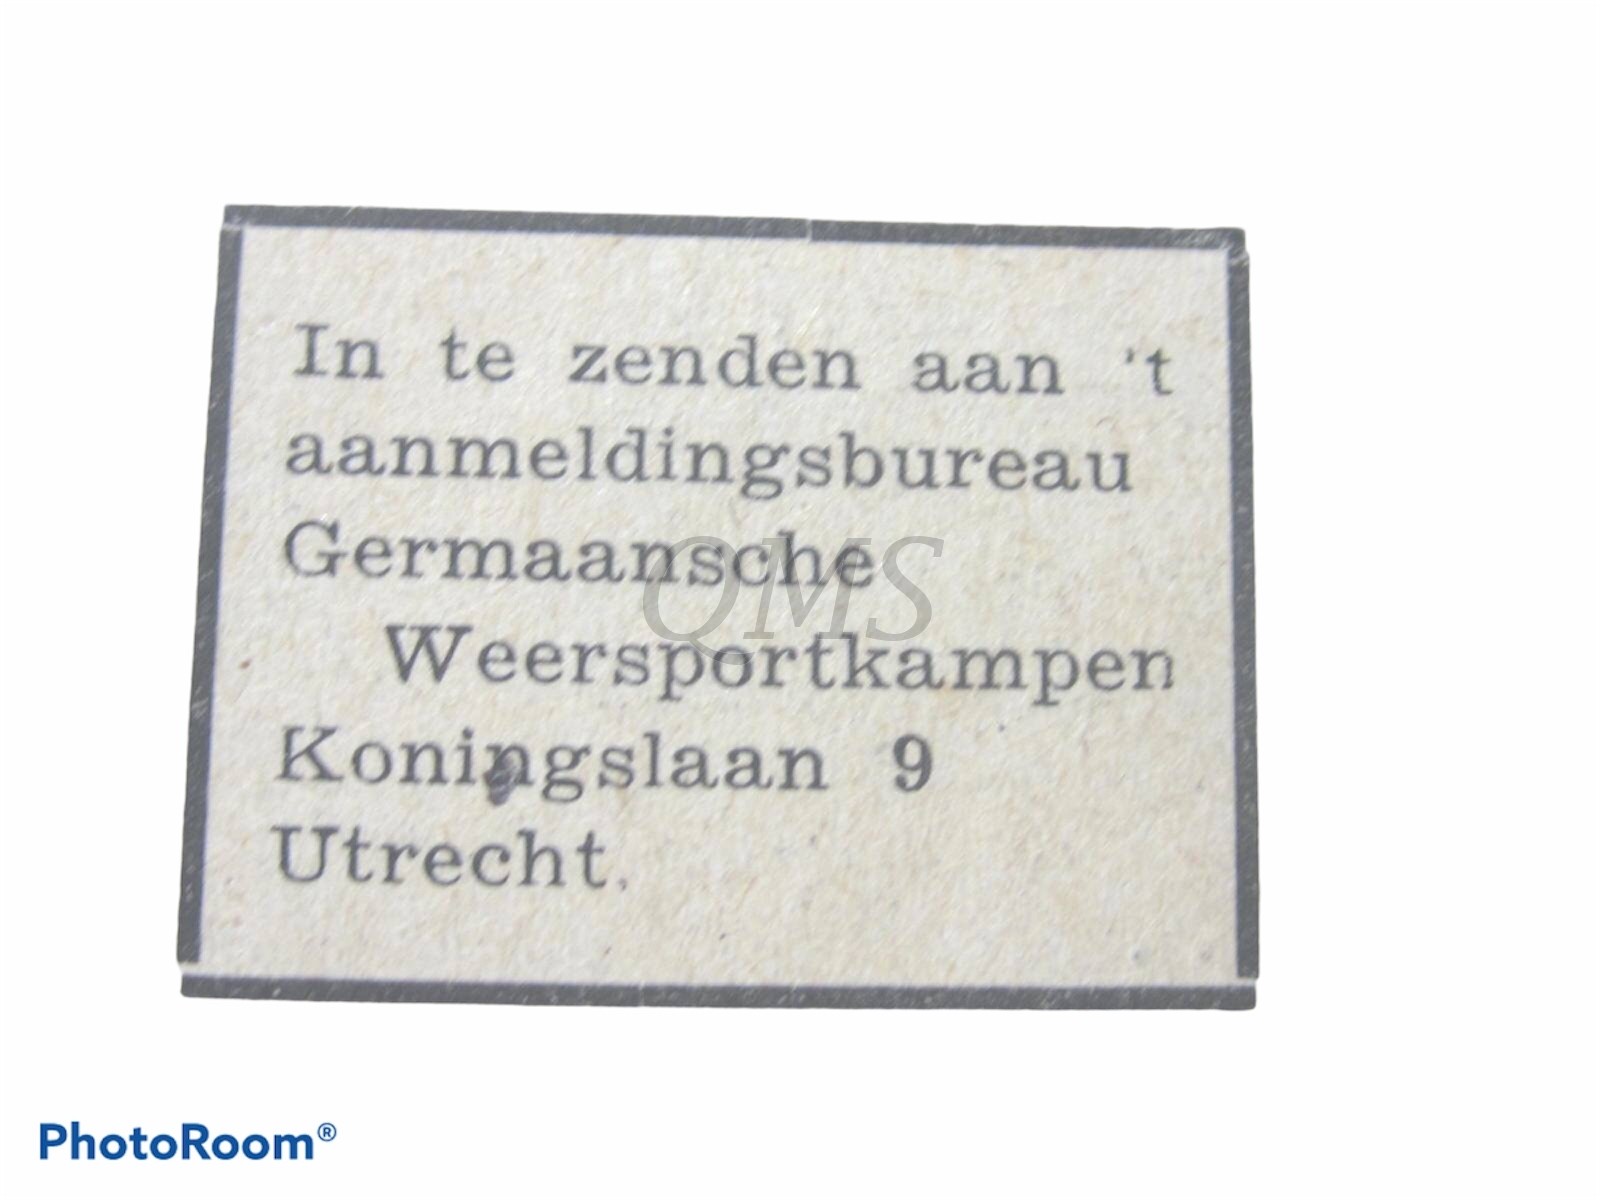 In te zenden aan 't
aanmeldingsbureau
Germaansche
QMS
Weersportkampen
Koningslaan 9
Utrecht.
PhotoRoom®